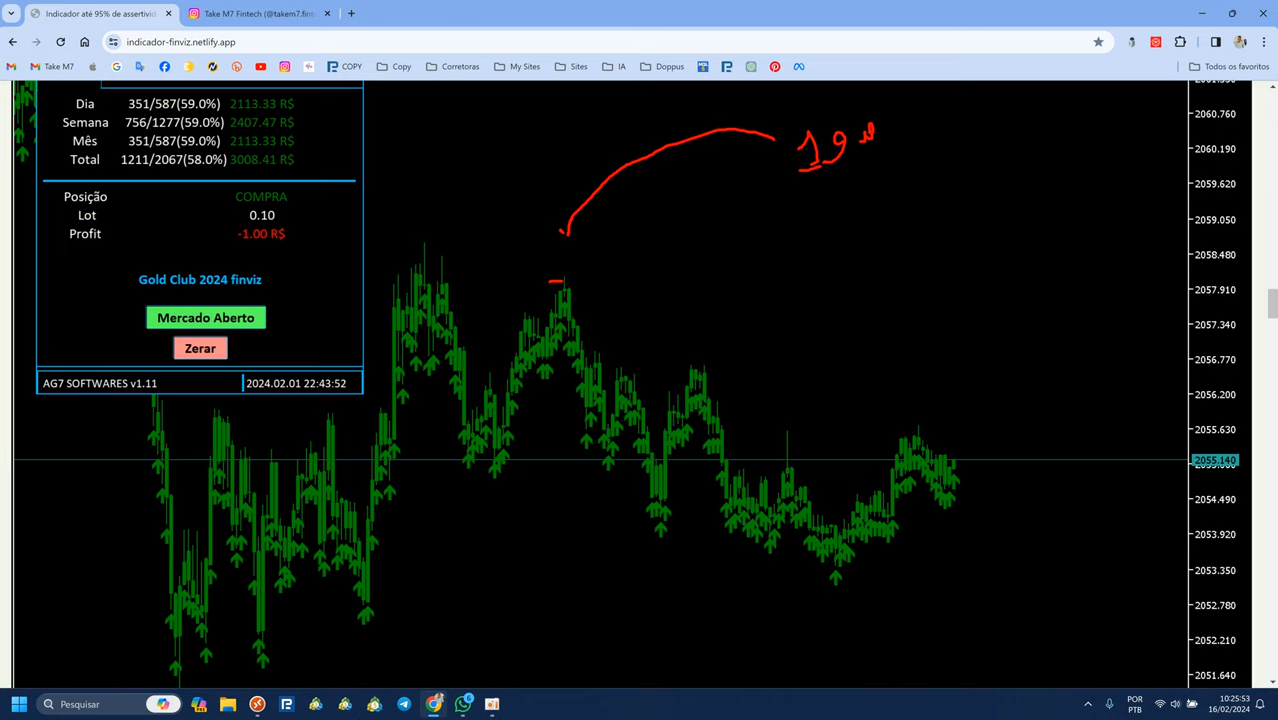 Indicador até 95% de assertivid
Take M7 Fintech (@takem7.fin
indicador-finviz.netlify.app
Take M7
COPY
Copy
Corretoras
My Sites
Sites
IA
Doppus
Todos os favoritos
Dia 351/587(59.0%) 2113.33 R$
Semana 756/1277(59.0%) 2407.47 R$
Mês 351/587(59.0%) 2113.33 R$
Total 1211/2067(58.0%) 3008.41 R$
Posição COMPRA
Lot 0.10
Profit -1.00 R$
Gold Club 2024 finviz
Mercado Aberto
Zerar
AG7 SOFTWARES v1.11 2024.02.01 22:43:52
19
2060.760
2060.190
2059.620
2059.050
2058.480
2057.910
2057.340
2056.770
2056.200
2055.630
2055.140
2054.490
2053.920
2053.350
2052.780
2052.210
2051.640
Pesquisar
6
POR
PTB
10:25:53
16/02/2024